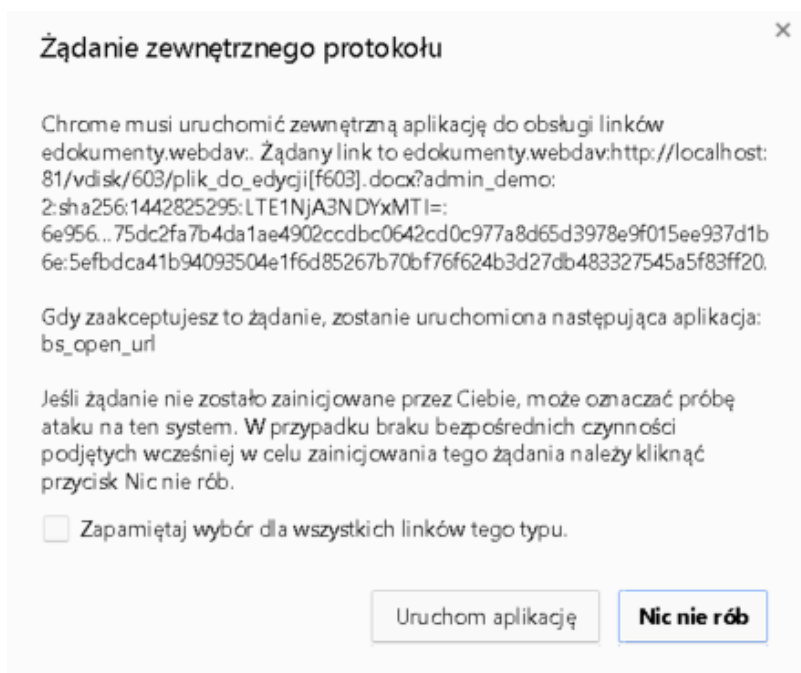 Żądanie zewnętrznego protokołu
Chrome musi uruchomić zewnętrzną aplikację do obsługi linków
edokumenty.webdav:. Żądany link to edokumenty.webdav:http://localhost:
81/vdisk/603/plik_do_edycji[f603].docx?admin_demo:
2:sha256:1442825295:LTE1NjA3NDYxMTI=:
6e956...75dc2fa7b4da1ae4902ccdbc0642cd0c977a8d65d3978e9f015ee937d1b
6e:5efbdca41b94093504e1f6d85267b70bf76f624b3d27db483327545a5f83ff20.
Gdy zaakceptujesz to żądanie, zostanie uruchomiona następująca aplikacja:
bs_open_url
Jeśli żądanie nie zostało zainicjowane przez Ciebie, może oznaczać próbę
ataku na ten system. W przypadku braku bezpośrednich czynności
podjętych wcześniej w celu zainicjowania tego żądania należy kliknąć
przycisk Nic nie rób.
Zapamiętaj wybór dla wszystkich linków tego typu.
Uruchom aplikację
Nic nie rób